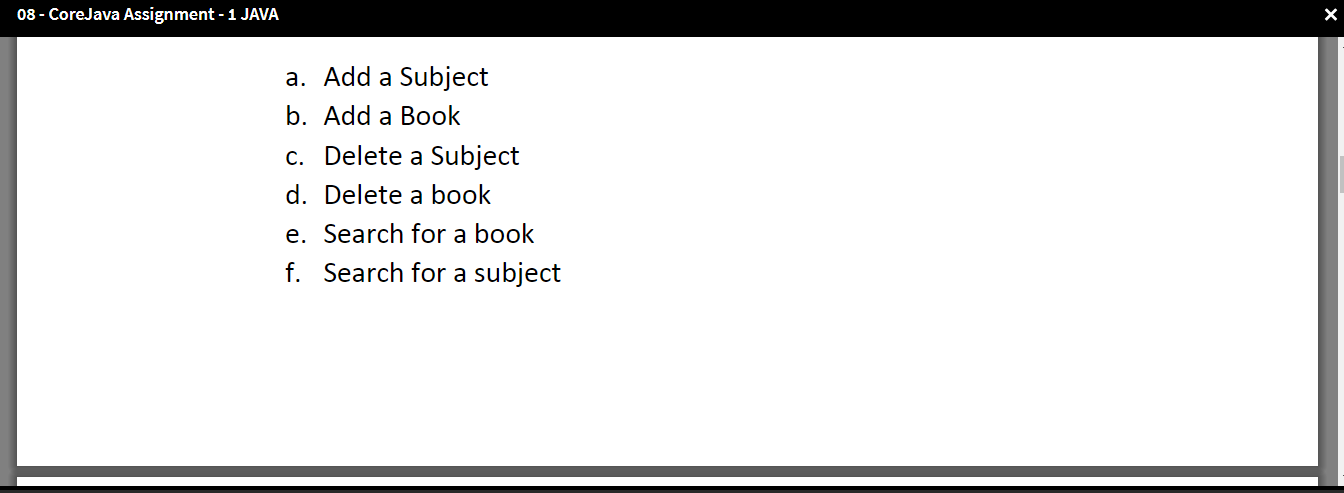 08 - CoreJava Assignment - 1 JAVA
a. Add a Subject
b. Add a Book
c. Delete a Subject
d. Delete a book
e. Search for a book
f. Search for a subject